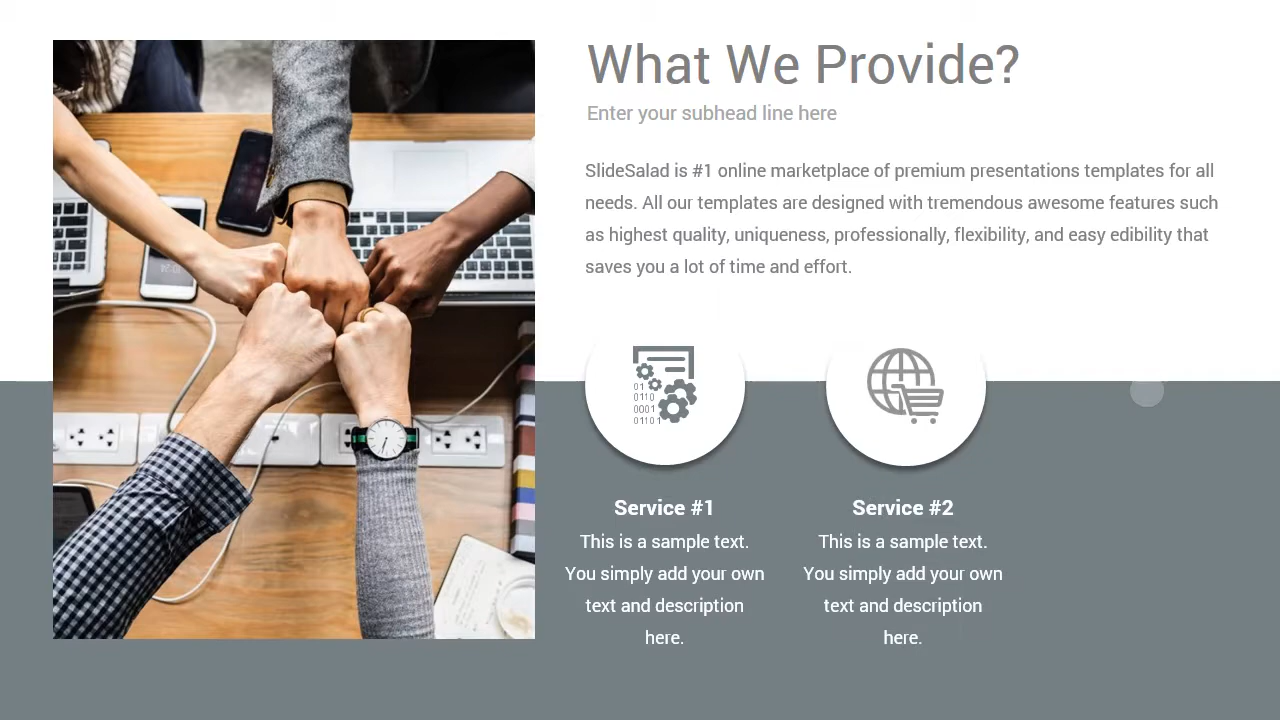 What We Provide?
Enter your subhead line here
SlideSalad is #1 online marketplace of premium presentations templates for all
needs. All our templates are designed with tremendous awesome features such
as highest quality, uniqueness, professionally, flexibility, and easy edibility that
saves you a lot of time and effort.
01
0110
0001
01101
Service #1
This is a sample text.
You simply add your own
text and description
here.
Service #2
This is a sample text.
You simply add your own
text and description
here.